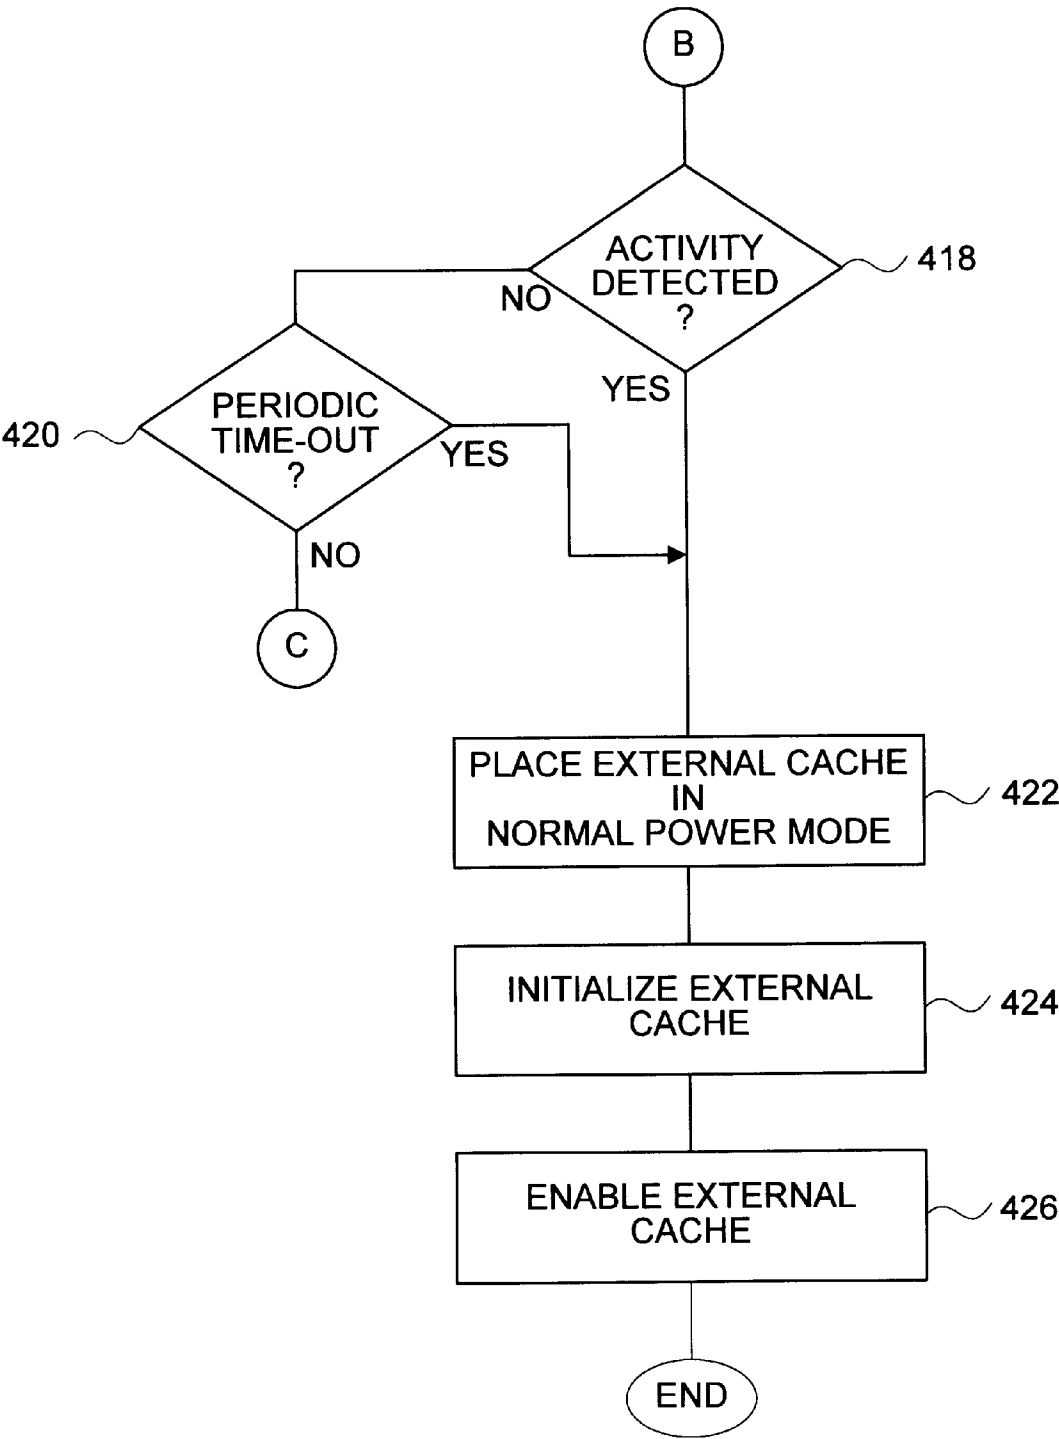 B
ACTIVITY
DETECTED
?
418
NO
YES
PERIODIC
TIME-OUT
?
420
YES
NO
C
PLACE EXTERNAL CACHE
IN
NORMAL POWER MODE
422
INITIALIZE EXTERNAL
CACHE
424
ENABLE EXTERNAL
CACHE
426
END